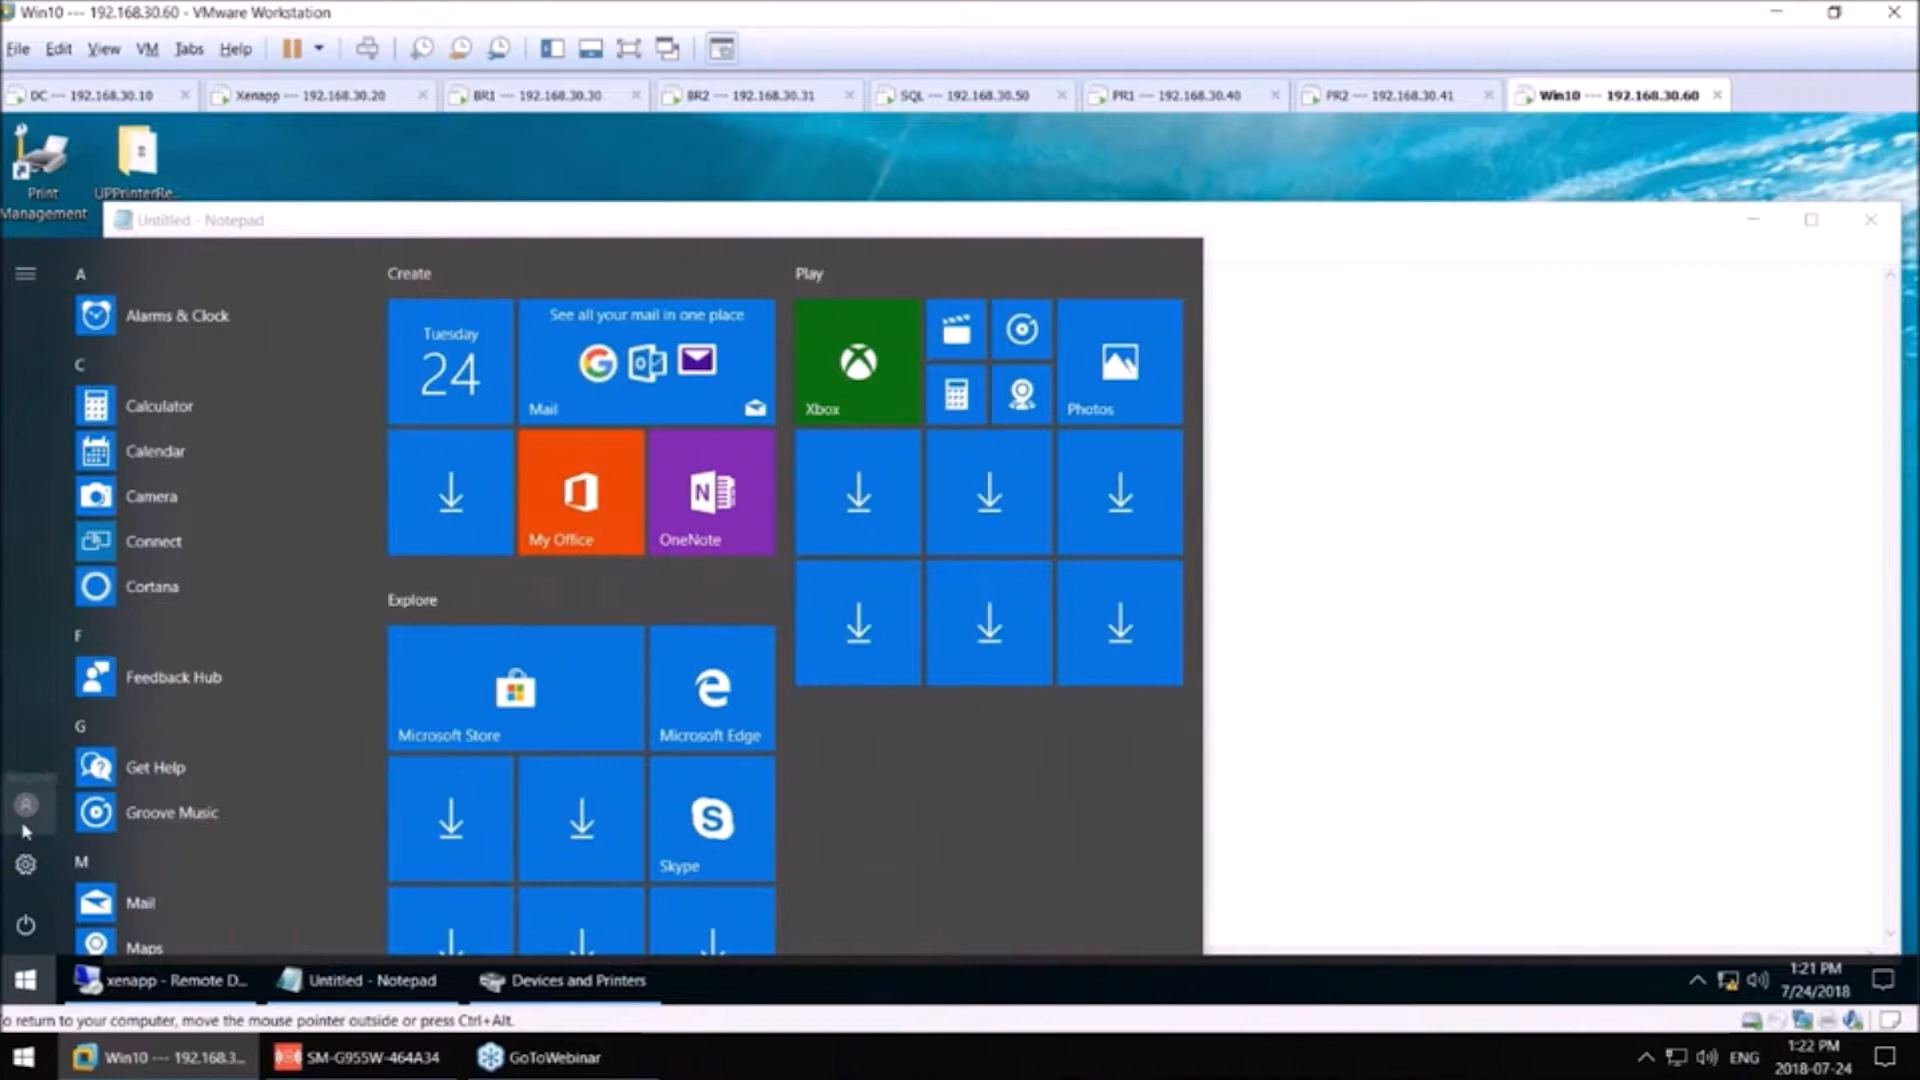 Win10 --- 192.168.30.60 - VMware Workstation
File Edit View VM Tabs Help
DC --- 192.168.30.10
Xenapp --- 192.168.30.20
BR1 --- 192.168.30.30
BR2 --- 192.168.30.31
SQL --- 192.168.30.50
PR1 --- 192.168.30.40
PR2 --- 192.168.30.41
Win10 --- 192.168.30.60
Print
Management
UPPrinterRe...
Untitled - Notepad
A
Alarms & Clock
C
Calculator
Calendar
Camera
Connect
Cortana
F
Feedback Hub
G
Get Help
Groove Music
M
Mail
Maps
Create
Tuesday
24
See all your mail in one place
Mail
My Office
OneNote
Explore
Microsoft Store
Microsoft Edge
Skype
Play
Xbox
Photos
xenapp - Remote D...
Untitled - Notepad
Devices and Printers
1:21 PM
7/24/2018
o return to your computer, move the mouse pointer outside or press Ctrl+Alt.
Win10 --- 192.168.3...
SM-G955W-464A34
GoToWebinar
ENG
1:22 PM
2018-07-24